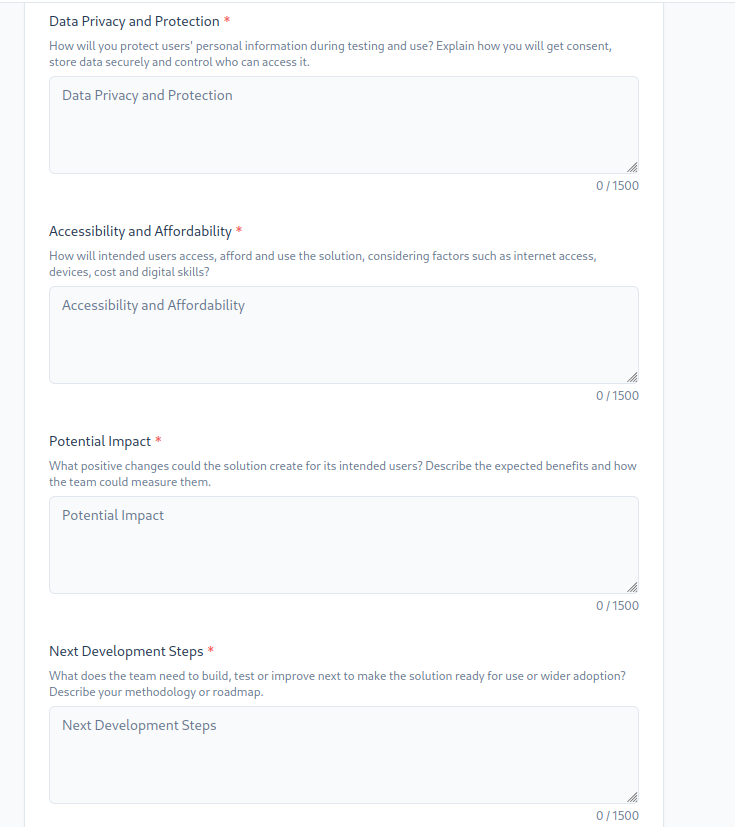 Data Privacy and Protection *
How will you protect users' personal information during testing and use? Explain how you will get consent,
store data securely and control who can access it.
Data Privacy and Protection
0 / 1500
Accessibility and Affordability *
How will intended users access, afford and use the solution, considering factors such as internet access,
devices, cost and digital skills?
Accessibility and Affordability
0 / 1500
Potential Impact *
What positive changes could the solution create for its intended users? Describe the expected benefits and how
the team could measure them.
Potential Impact
0 / 1500
Next Development Steps *
What does the team need to build, test or improve next to make the solution ready for use or wider adoption?
Describe your methodology or roadmap.
Next Development Steps
0 / 1500